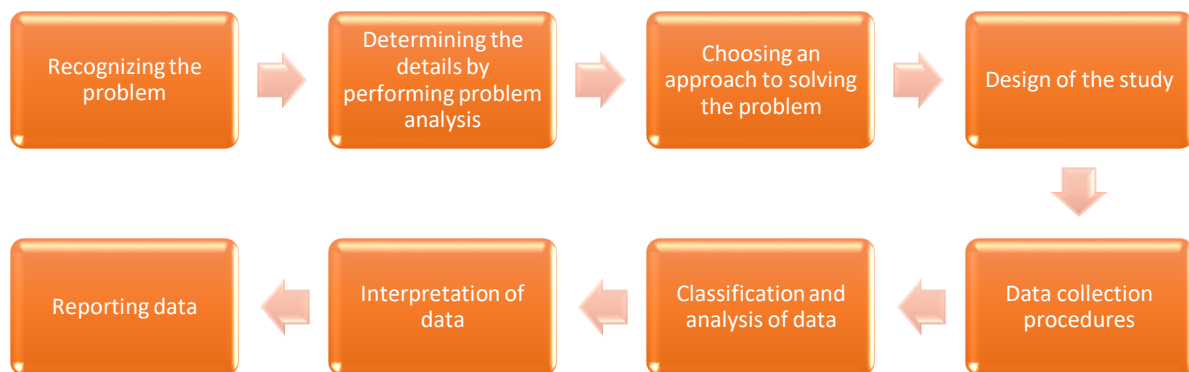 Recognizing the
problem
Determining the
details by
performing problem
analysis
Choosing an
approach to solving
the problem
Design of the study
Data collection
procedures
Classification and
analysis of data
Interpretation of
data
Reporting data